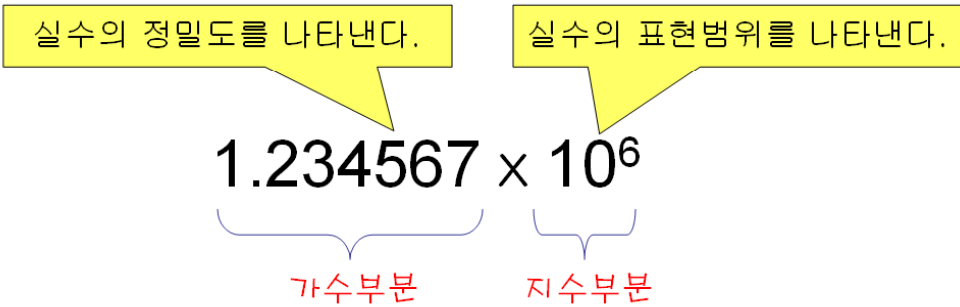 실수의 정밀도를 나타낸다.
실수의 표현범위를 나타낸다.
1.234567 x 10⁶
가수부분
지수부분